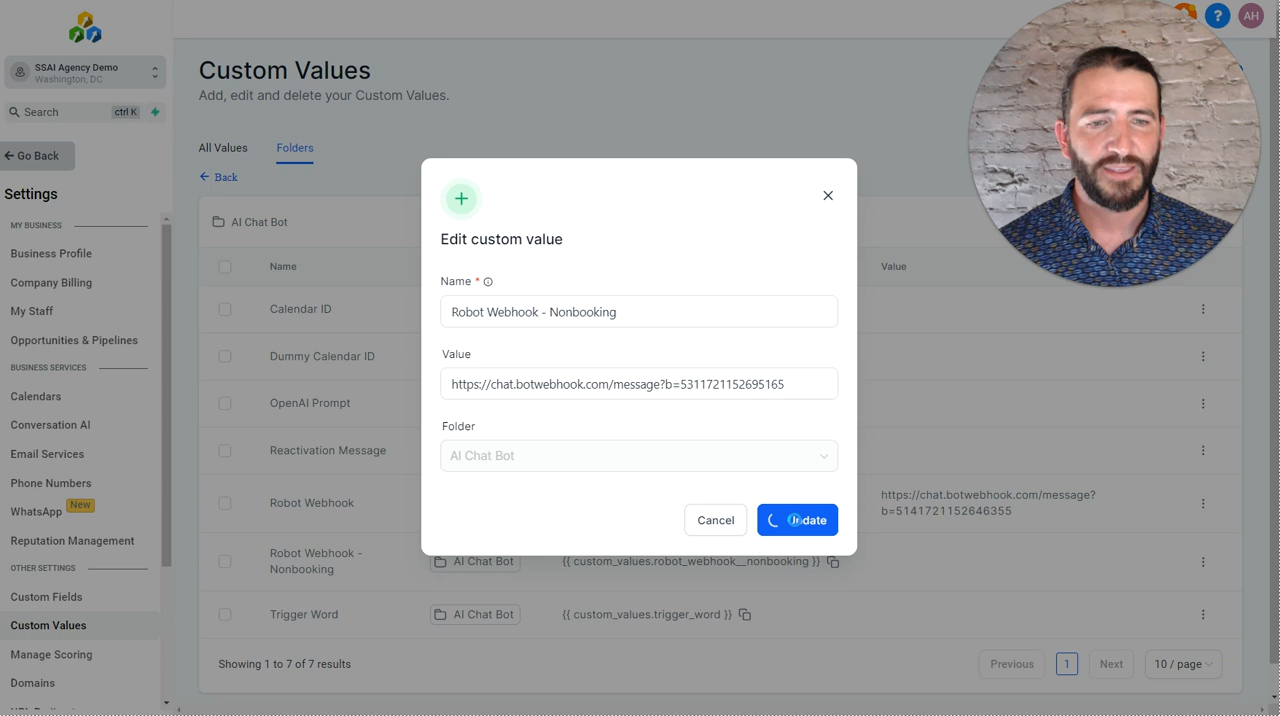 SSAI Agency Demo
Washington, DC
Search
ctrl K
Go Back
Settings
MY BUSINESS
Business Profile
Company Billing
My Staff
Opportunities & Pipelines
BUSINESS SERVICES
Calendars
Conversation AI
Email Services
Phone Numbers
WhatsApp New
Reputation Management
OTHER SETTINGS
Custom Fields
Custom Values
Manage Scoring
Domains
? AH
Custom Values
Add, edit and delete your Custom Values.
All Values Folders
Back
AI Chat Bot
Name Value
Calendar ID
Dummy Calendar ID
OpenAI Prompt
Reactivation Message
Robot Webhook
https://chat.botwebhook.com/message?
b=5141721152646355
Robot Webhook -
Nonbooking
AI Chat Bot
{{ custom_values.robot_webhook__nonbooking }}
Trigger Word
AI Chat Bot
{{ custom_values.trigger_word }}
Showing 1 to 7 of 7 results
Previous 1 Next 10 / page
Edit custom value
Name *
Robot Webhook - Nonbooking
Value
https://chat.botwebhook.com/message?b=5311721152695165
Folder
AI Chat Bot
Cancel Update